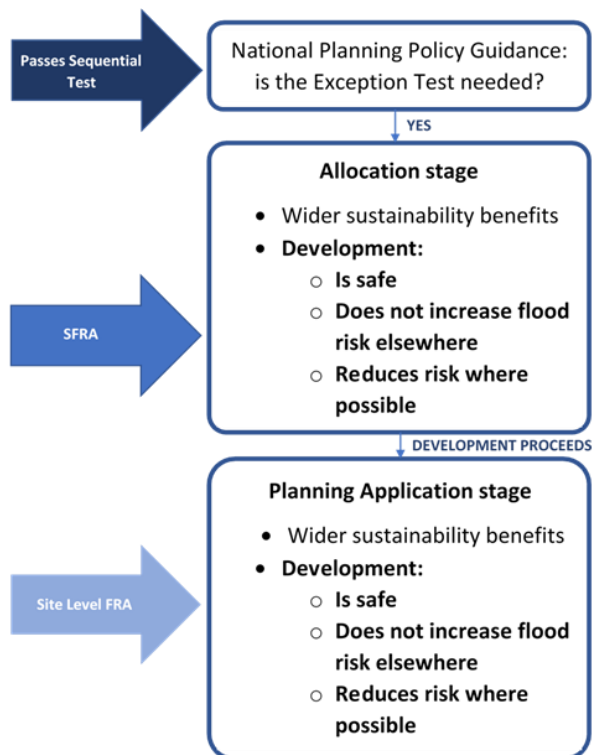 Passes Sequential
Test
National Planning Policy Guidance:
is the Exception Test needed?
YES
Allocation stage
• Wider sustainability benefits
• Development:
○ Is safe
○ Does not increase flood
risk elsewhere
○ Reduces risk where
possible
SFRA
DEVELOPMENT PROCEEDS
Planning Application stage
• Wider sustainability benefits
• Development:
○ Is safe
○ Does not increase flood
risk elsewhere
○ Reduces risk where
possible
Site Level FRA